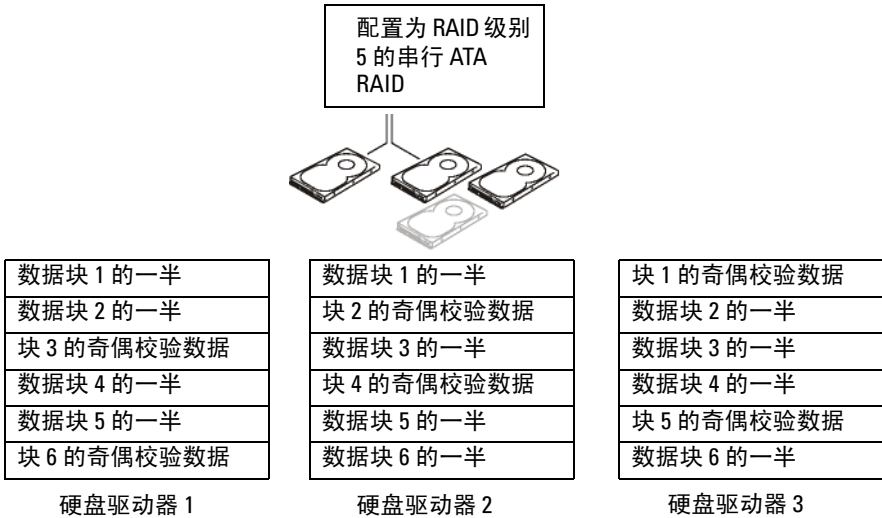 配置为 RAID 级别
5 的串行 ATA
RAID
数据块 1 的一半
数据块 2 的一半
块 3 的奇偶校验数据
数据块 4 的一半
数据块 5 的一半
块 6 的奇偶校验数据
硬盘驱动器 1
数据块 1 的一半
块 2 的奇偶校验数据
数据块 3 的一半
块 4 的奇偶校验数据
数据块 5 的一半
数据块 6 的一半
硬盘驱动器 2
块 1 的奇偶校验数据
数据块 2 的一半
数据块 3 的一半
数据块 4 的一半
块 5 的奇偶校验数据
数据块 6 的一半
硬盘驱动器 3